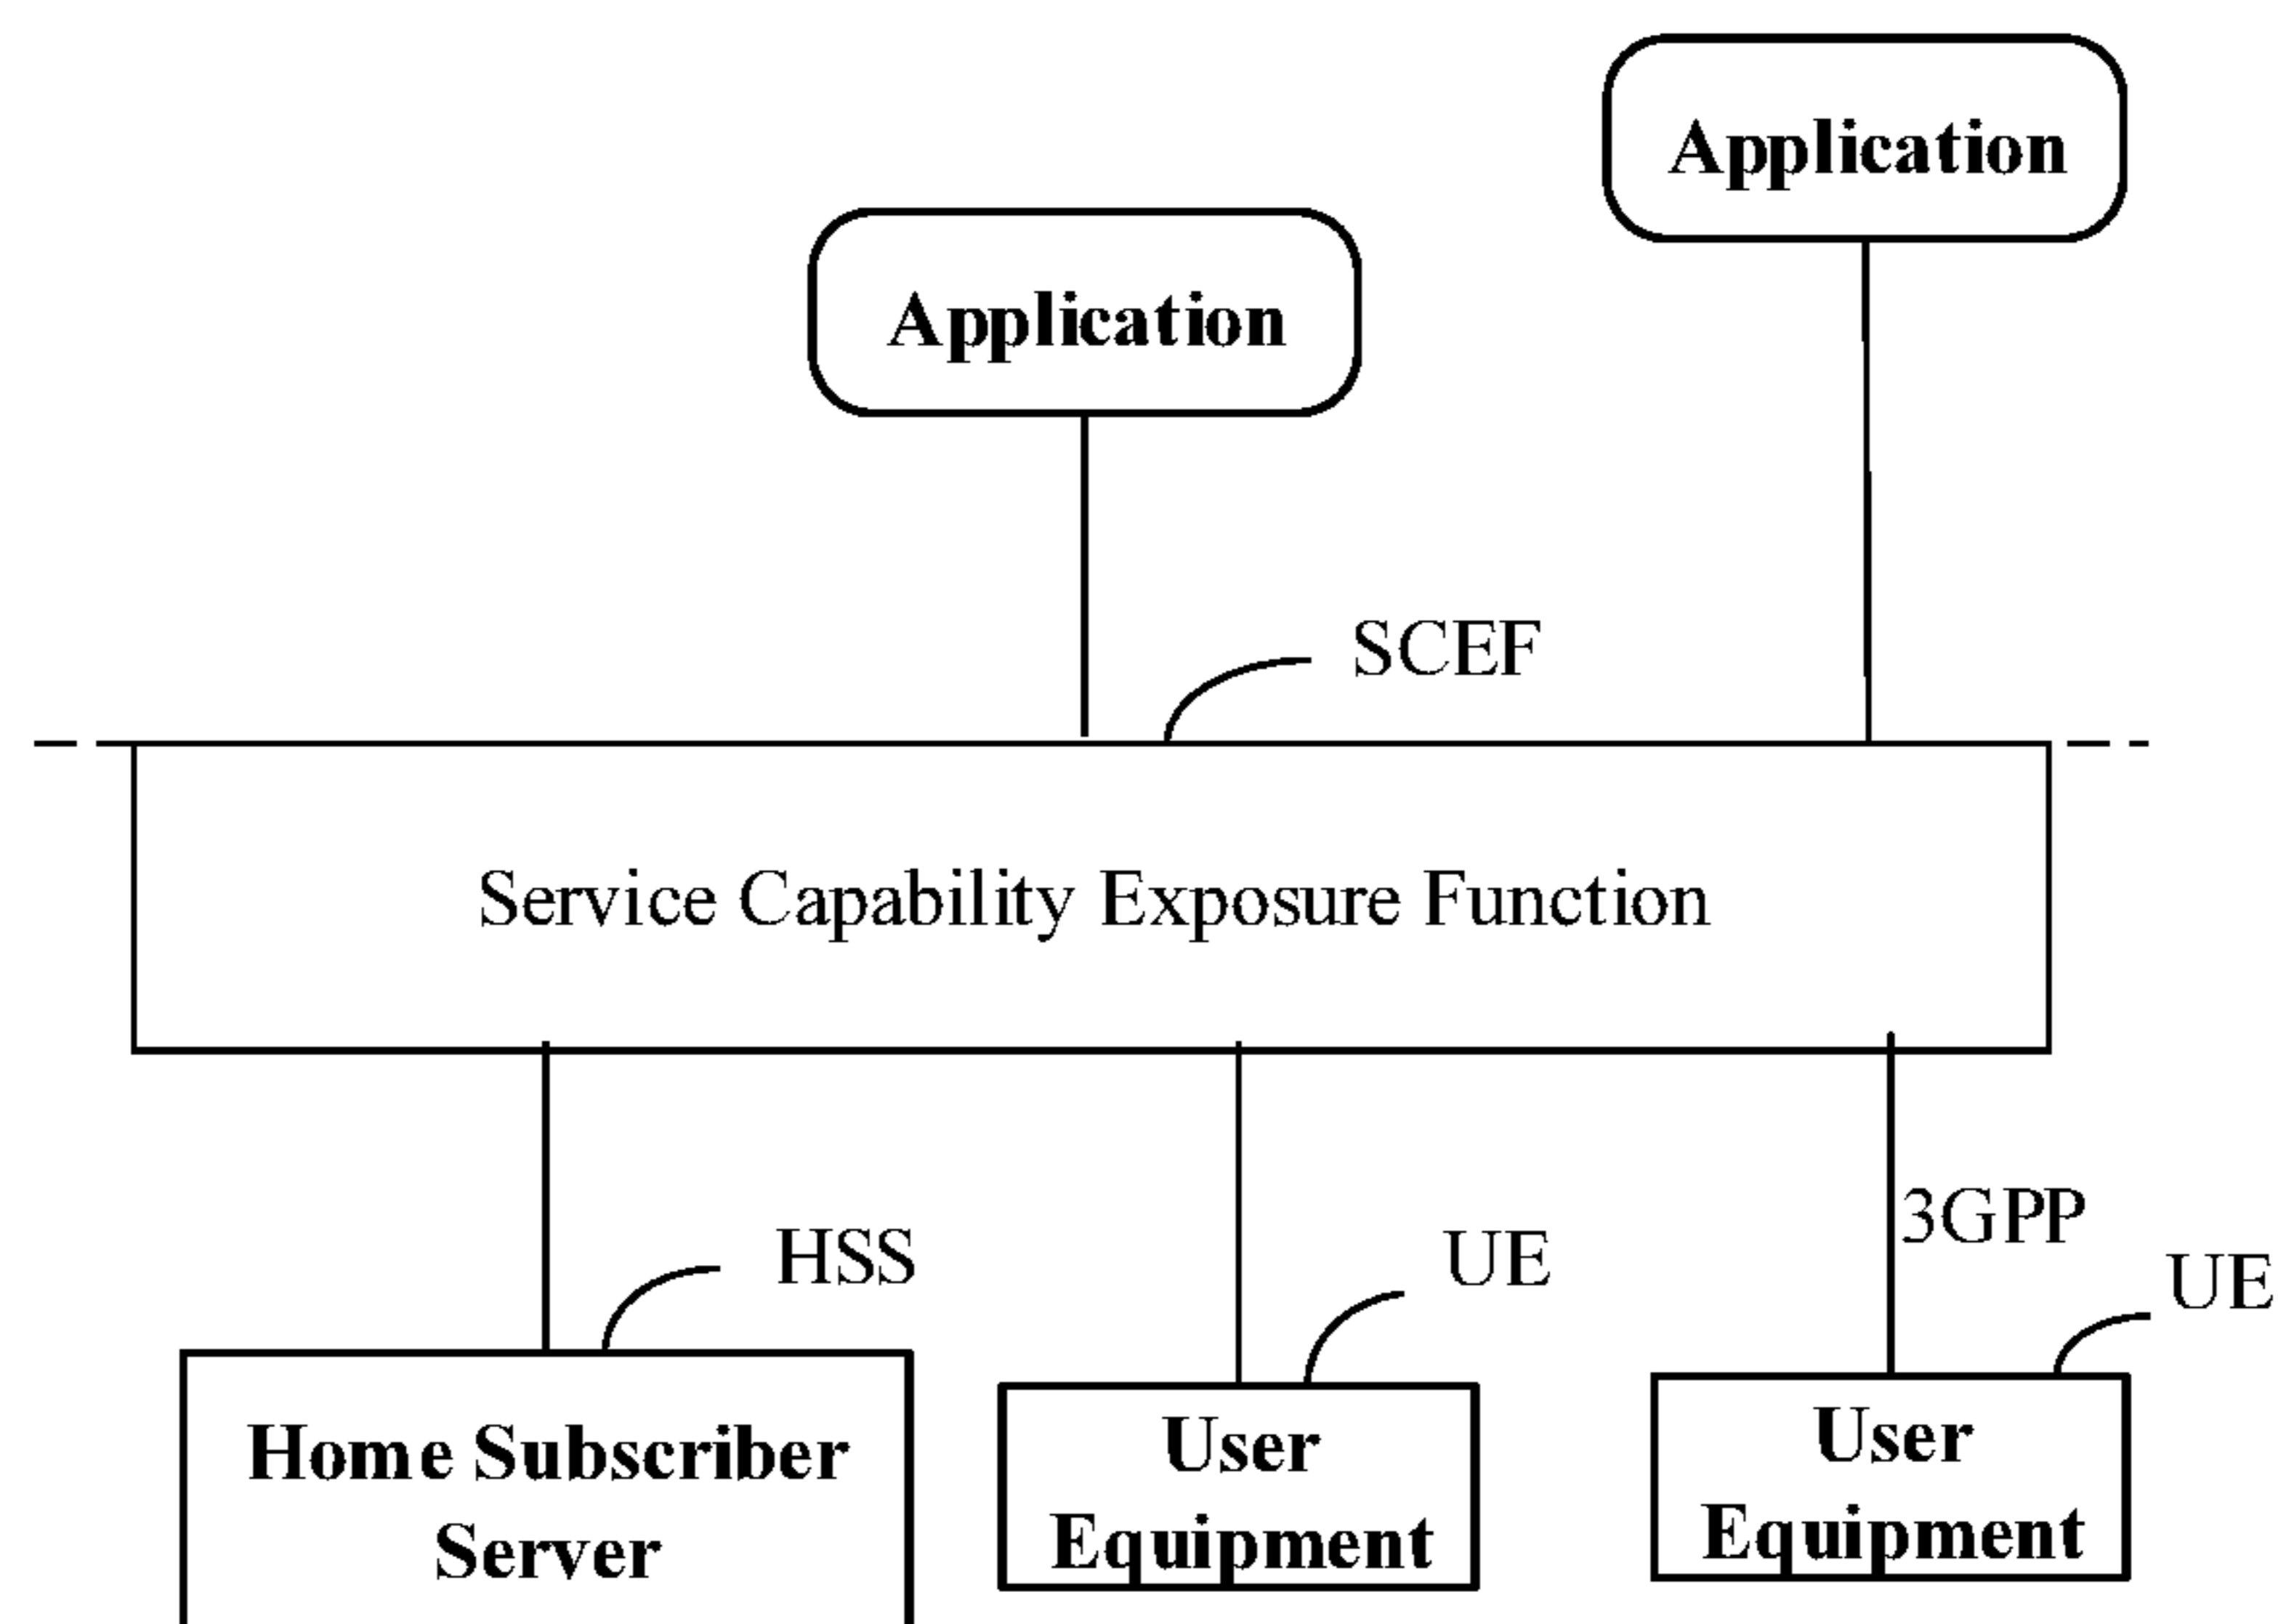 Application
Application
SCEF
Service Capability Exposure Function
3GPP
HSS
UE
UE
Home Subscriber
Server
User
Equipment
User
Equipment